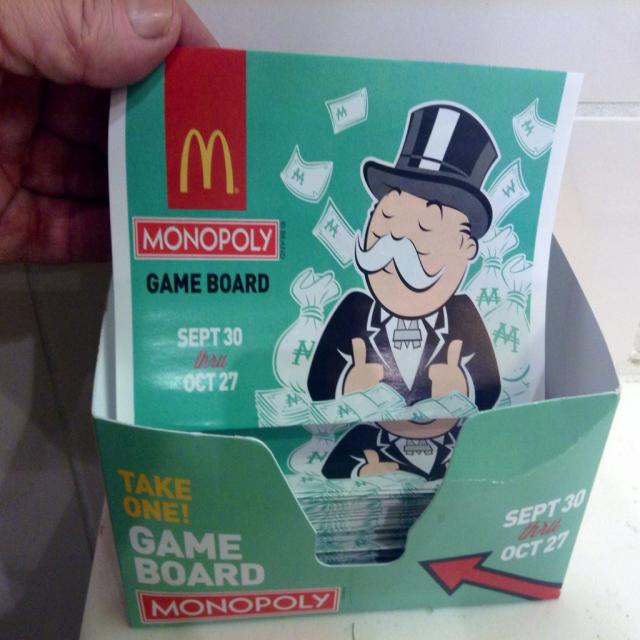 MONOPOLY
GAME BOARD
SEPT 30
thru
OCT 27
TAKE
ONE!
GAME
BOARD
MONOPOLY
SEPT 30
thru
OCT 27